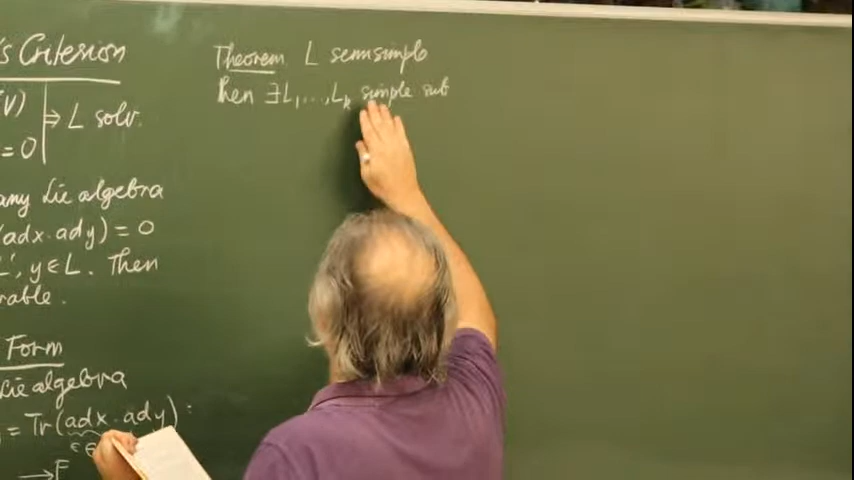 's Criterion
V)
⇒ L solv.
= 0
any Lie algebra
(adx·ady) = 0
L', y∈L. Then
rable.
Form
Lie algebra
= Tr(adx·ady):
→F
Theorem L semisimple
hen ∃L₁,...,Lₖ simple sub